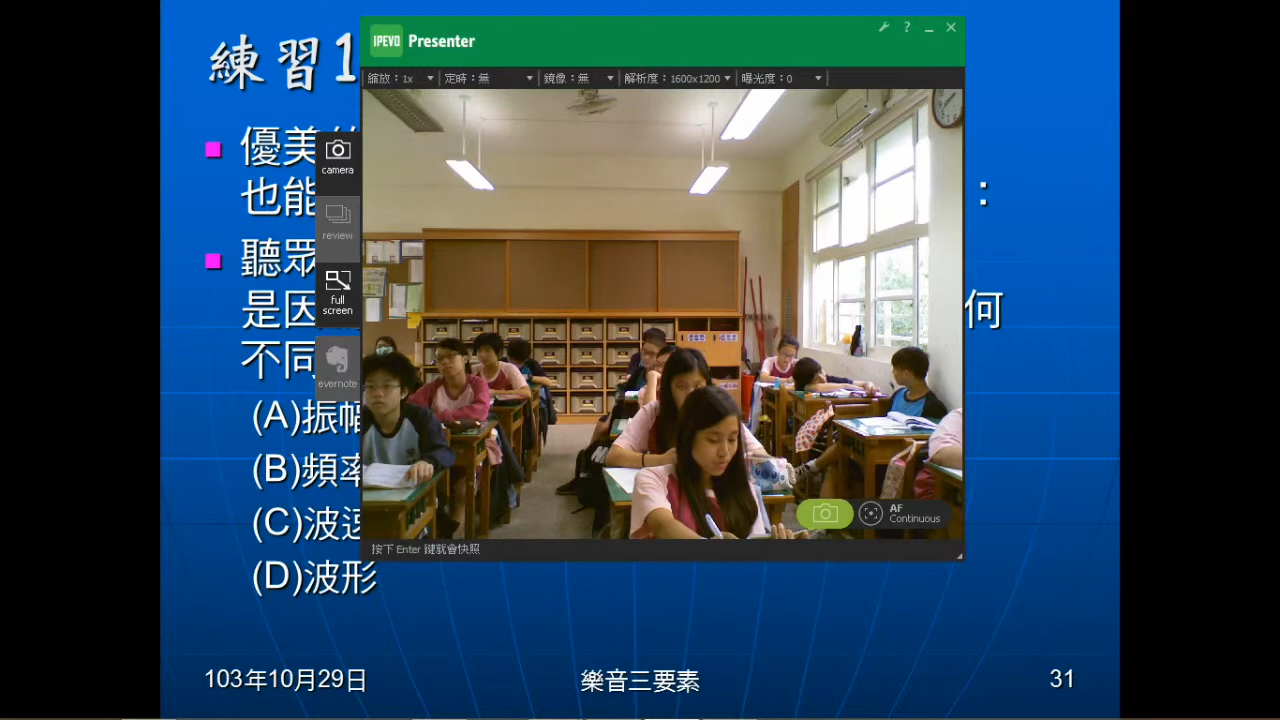 練習1
IPEVO Presenter
縮放：1x 定時：無 鏡像：無 解析度：1600x1200 曝光度：0
優美
也能 ：
聽眾
是因 何
不同
(A)振幅
(B)頻率
(C)波速
(D)波形
camera
review
full
screen
evernote
AF
Continuous
按下 Enter 鍵就會快照
103年10月29日 樂音三要素 31